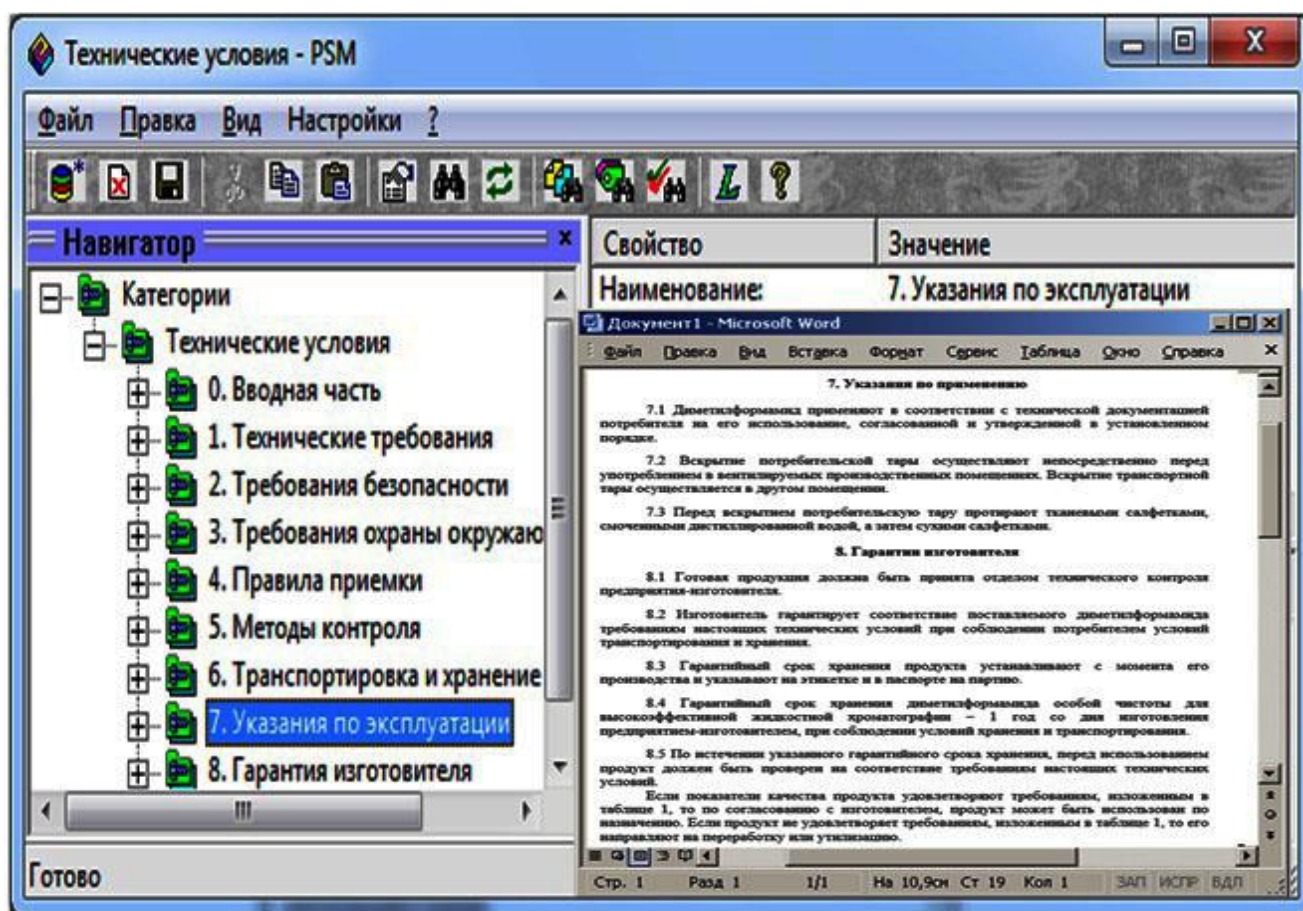 Технические условия - PSM
Файл Правка Вид Настройки ?
Навигатор
Категории
Технические условия
0. Вводная часть
1. Технические требования
2. Требования безопасности
3. Требования охраны окружаю
4. Правила приемки
5. Методы контроля
6. Транспортировка и хранение
7. Указания по эксплуатации
8. Гарантия изготовителя
Готово
Свойство Значение
Наименование: 7. Указания по эксплуатации
Документ1 - Microsoft Word
Файл Правка Вид Вставка Формат Сервис Таблица Окно Справка
7. Указания по применению
7.1 Диметилформамид применяют в соответствии с технической документацией
потребителя на его использование, согласованной и утвержденной в установленном
порядке.
7.2 Вскрытие потребительской тары осуществляют непосредственно перед
употреблением в вентилируемых производственных помещениях. Вскрытие транспортной
тары осуществляется в другом помещении.
7.3 Перед вскрытием потребительскую тару протирают тканевыми салфетками,
смоченными дистиллированной водой, а затем сухими салфетками.
8. Гарантии изготовителя
8.1 Готовая продукция должна быть принята отделом технического контроля
предприятия-изготовителя.
8.2 Изготовитель гарантирует соответствие поставляемого диметилформамида
требованиям настоящих технических условий при соблюдении потребителем условий
транспортирования и хранения.
8.3 Гарантийный срок хранения продукта устанавливают с момента его
производства и указывают на этикетке и в паспорте на партию.
8.4 Гарантийный срок хранения диметилформамида особой чистоты для
высокоэффективной жидкостной хроматографии – 1 год со дня изготовления
предприятием-изготовителем, при соблюдении условий хранения и транспортирования.
8.5 По истечении указанного гарантийного срока хранения, перед использованием
продукт должен быть проверен на соответствие требованиям настоящих технических
условий.
Если показатели качества продукта удовлетворяют требованиям, изложенным в
таблице 1, то по согласованию с изготовителем, продукт может быть использован по
назначению. Если продукт не удовлетворяет требованиям, изложенным в таблице 1, то его
направляют на переработку или утилизацию.
Стр. 1 Разд 1 1/1 На 10,9см Ст 19 Кол 1 ЗАП ИСПР ВДЛ